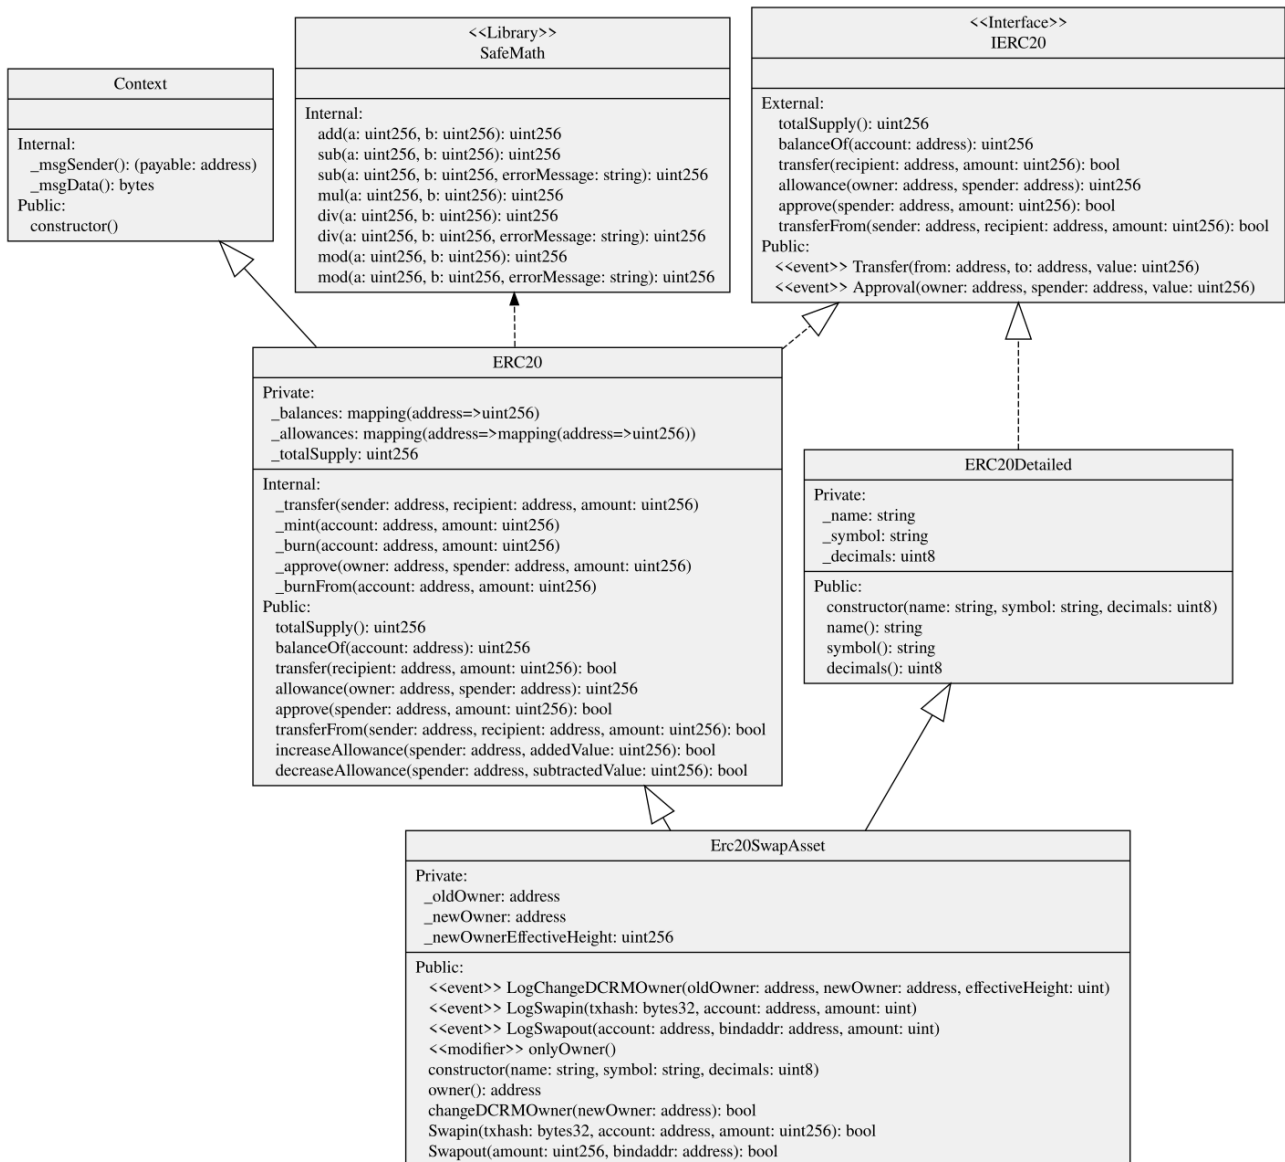 Context
Internal:
_msgSender(): (payable: address)
_msgData(): bytes
Public:
constructor()
<<Library>>
SafeMath
Internal:
add(a: uint256, b: uint256): uint256
sub(a: uint256, b: uint256): uint256
sub(a: uint256, b: uint256, errorMessage: string): uint256
mul(a: uint256, b: uint256): uint256
div(a: uint256, b: uint256): uint256
div(a: uint256, b: uint256, errorMessage: string): uint256
mod(a: uint256, b: uint256): uint256
mod(a: uint256, b: uint256, errorMessage: string): uint256
<<Interface>>
IERC20
External:
totalSupply(): uint256
balanceOf(account: address): uint256
transfer(recipient: address, amount: uint256): bool
allowance(owner: address, spender: address): uint256
approve(spender: address, amount: uint256): bool
transferFrom(sender: address, recipient: address, amount: uint256): bool
Public:
<<event>> Transfer(from: address, to: address, value: uint256)
<<event>> Approval(owner: address, spender: address, value: uint256)
ERC20
Private:
_balances: mapping(address=>uint256)
_allowances: mapping(address=>mapping(address=>uint256))
_totalSupply: uint256
Internal:
_transfer(sender: address, recipient: address, amount: uint256)
_mint(account: address, amount: uint256)
_burn(account: address, amount: uint256)
_approve(owner: address, spender: address, amount: uint256)
_burnFrom(account: address, amount: uint256)
Public:
totalSupply(): uint256
balanceOf(account: address): uint256
transfer(recipient: address, amount: uint256): bool
allowance(owner: address, spender: address): uint256
approve(spender: address, amount: uint256): bool
transferFrom(sender: address, recipient: address, amount: uint256): bool
increaseAllowance(spender: address, addedValue: uint256): bool
decreaseAllowance(spender: address, subtractedValue: uint256): bool
ERC20Detailed
Private:
_name: string
_symbol: string
_decimals: uint8
Public:
constructor(name: string, symbol: string, decimals: uint8)
name(): string
symbol(): string
decimals(): uint8
Erc20SwapAsset
Private:
_oldOwner: address
_newOwner: address
_newOwnerEffectiveHeight: uint256
Public:
<<event>> LogChangeDCRMOwner(oldOwner: address, newOwner: address, effectiveHeight: uint)
<<event>> LogSwapin(txhash: bytes32, account: address, amount: uint)
<<event>> LogSwapout(account: address, bindaddr: address, amount: uint)
<<modifier>> onlyOwner()
constructor(name: string, symbol: string, decimals: uint8)
owner(): address
changeDCRMOwner(newOwner: address): bool
Swapin(txhash: bytes32, account: address, amount: uint256): bool
Swapout(amount: uint256, bindaddr: address): bool